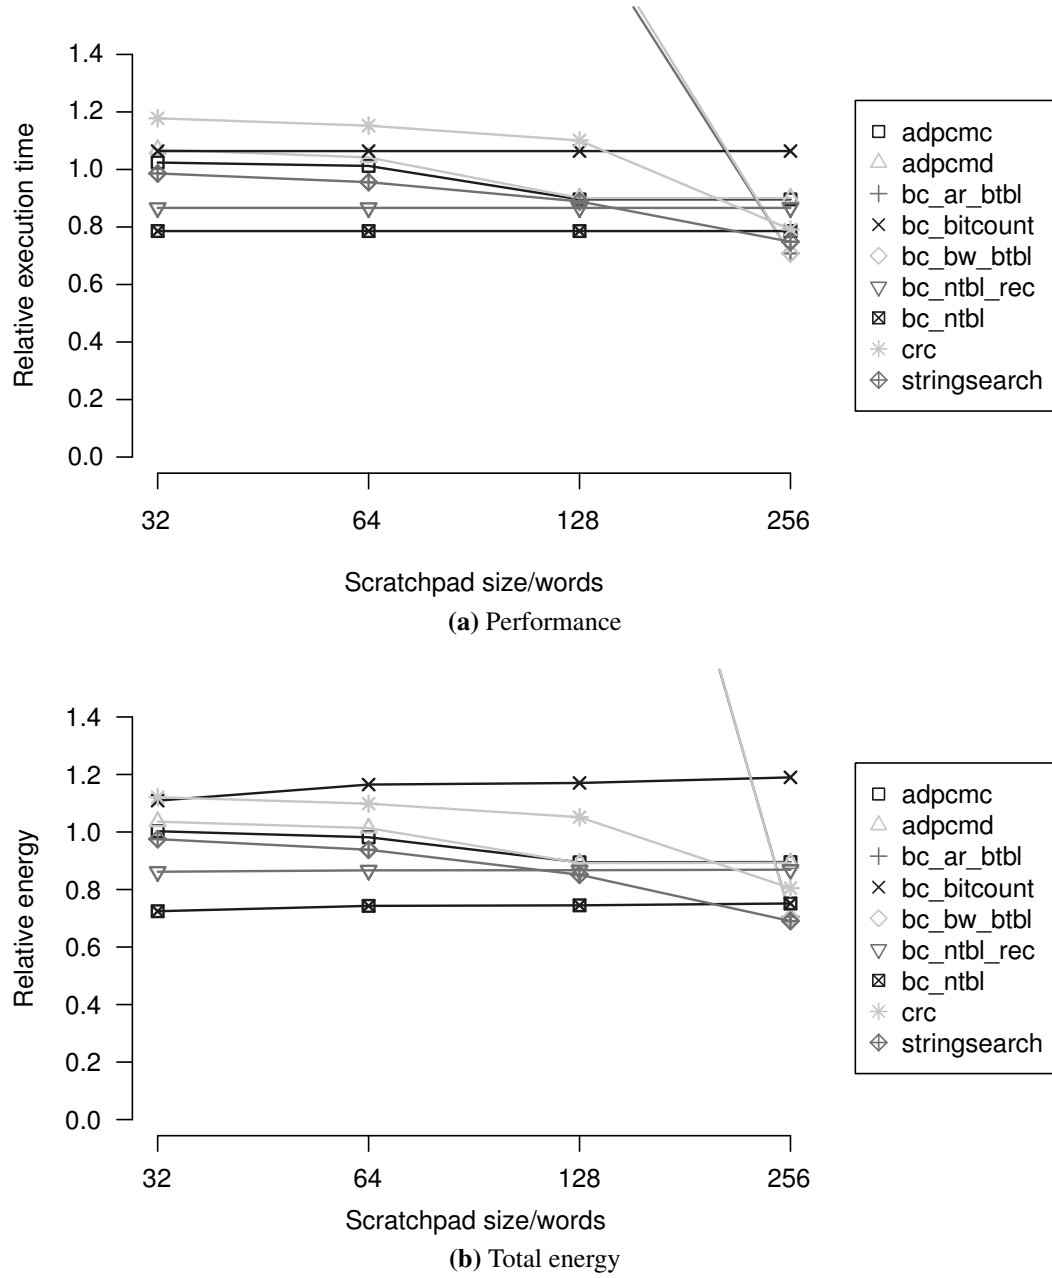 1.4
1.2
1.0
0.8
0.6
0.4
0.2
0.0
Relative execution time
32 64 128 256
Scratchpad size/words
adpcmc
adpcmd
bc_ar_btbl
bc_bitcount
bc_bw_btbl
bc_ntbl_rec
bc_ntbl
crc
stringsearch
(a) Performance
1.4
1.2
1.0
0.8
0.6
0.4
0.2
0.0
Relative energy
32 64 128 256
Scratchpad size/words
adpcmc
adpcmd
bc_ar_btbl
bc_bitcount
bc_bw_btbl
bc_ntbl_rec
bc_ntbl
crc
stringsearch
(b) Total energy